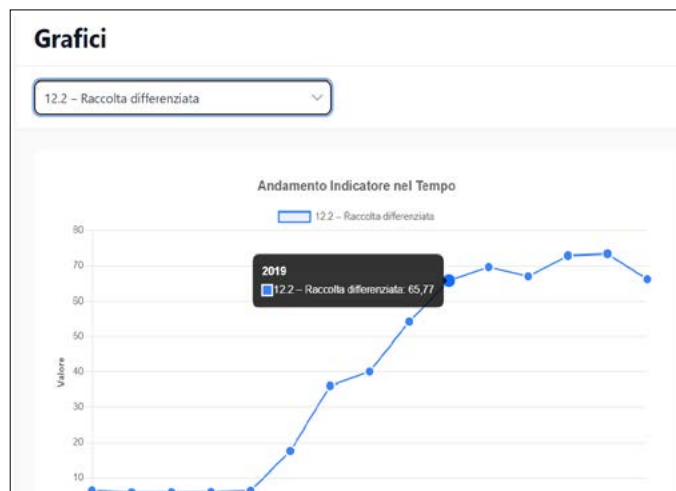 Grafici
12.2 – Raccolta differenziata
Andamento Indicatore nel Tempo
12.2 – Raccolta differenziata
80
70
2019
12.2 – Raccolta differenziata: 65,77
60
50
Valore
40
30
20
10